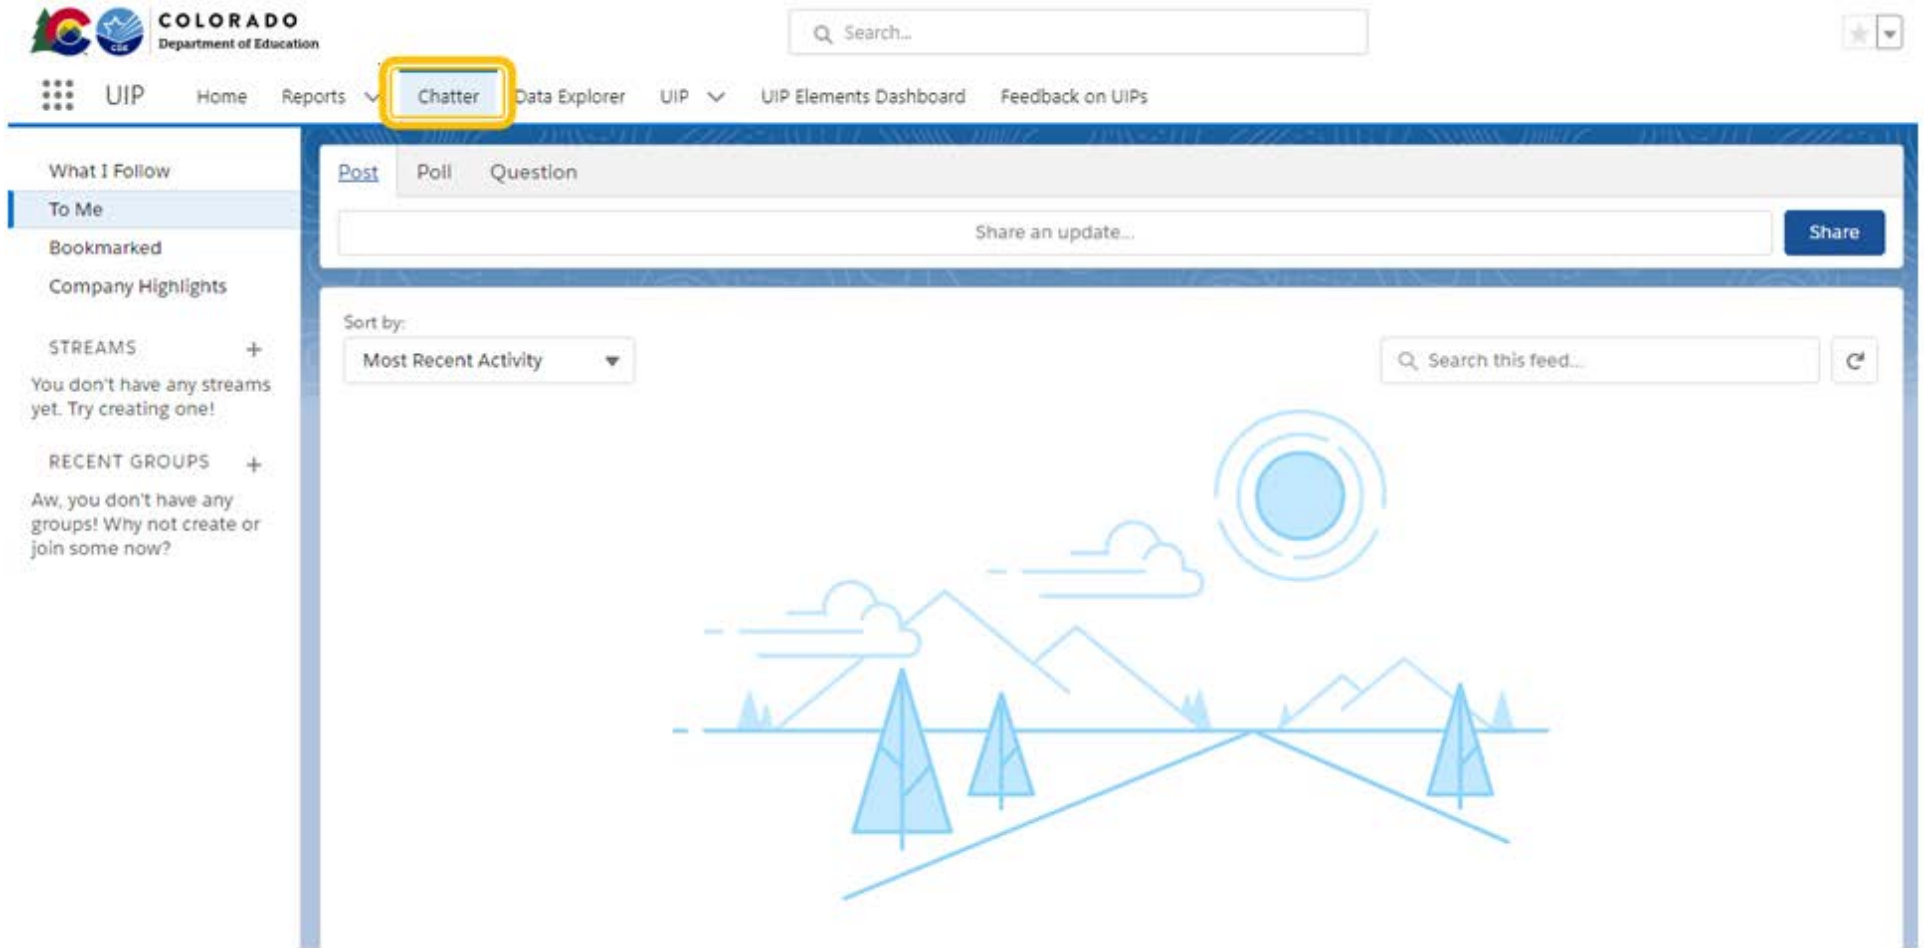 COLORADO
Department of Education
CDE
Search...
UIP Home Reports Chatter Data Explorer UIP UIP Elements Dashboard Feedback on UIPs
What I Follow
To Me
Bookmarked
Company Highlights
STREAMS +
You don't have any streams
yet. Try creating one!
RECENT GROUPS +
Aw, you don't have any
groups! Why not create or
join some now?
Post Poll Question
Share an update...
Share
Sort by:
Most Recent Activity
Search this feed...